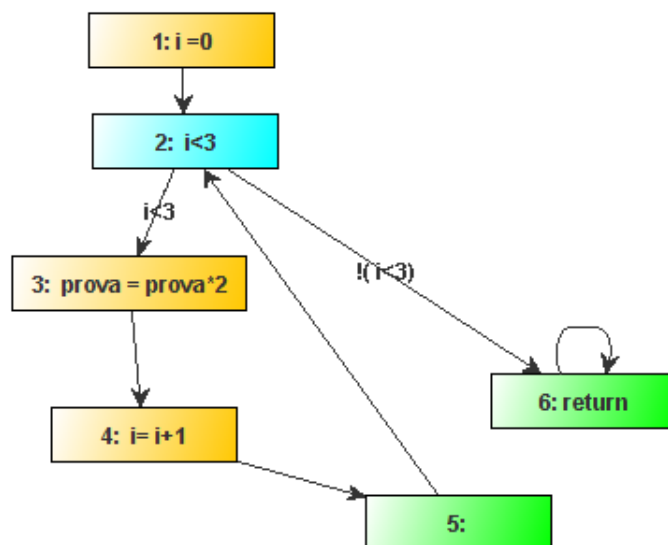 1: i =0
2: i<3
i<3
3: prova = prova*2
!( i<3)
6: return
4: i= i+1
5: